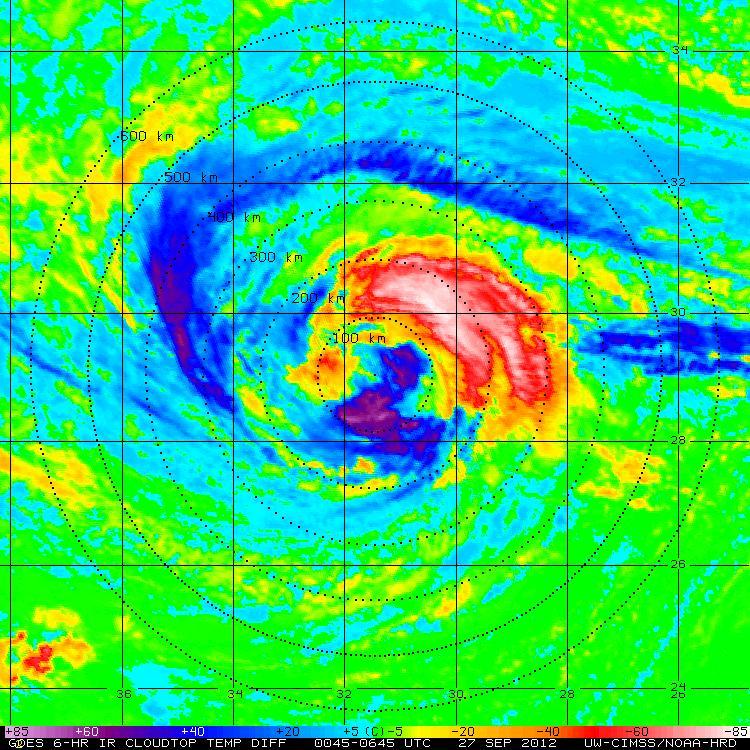 34
600 km
500 km
32
400 km
300 km
200 km
30
100 km
28
26
36 34 32 30 28 24
+85 +60 +40 +20 +5 (C) -5 -20 -40 -60 -85
GOES 6-HR IR CLOUDTOP TEMP DIFF 0045-0645 UTC 27 SEP 2012 UW-CIMSS/NOAA-HRD